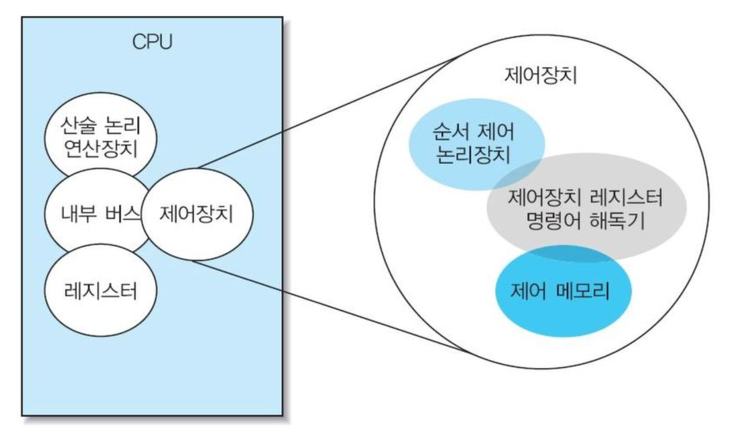 CPU
산술 논리
연산장치
내부 버스
제어장치
레지스터
제어장치
순서 제어
논리장치
제어장치 레지스터
명령어 해독기
제어 메모리